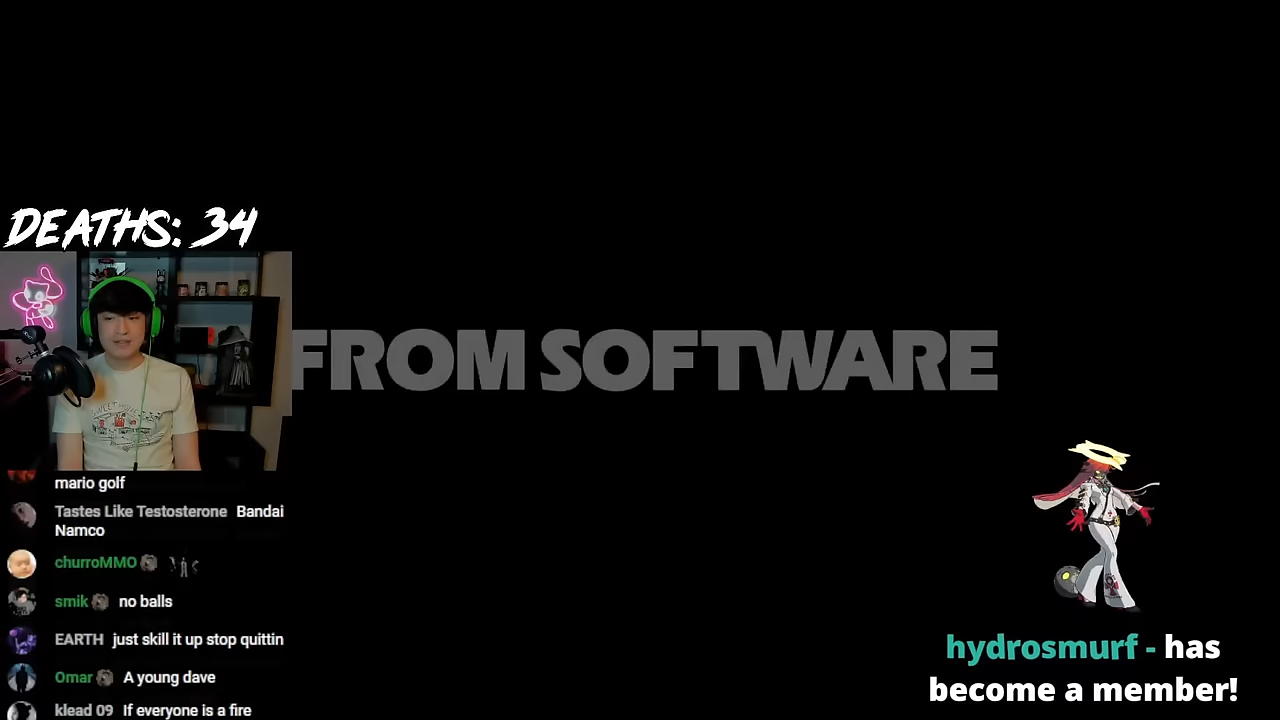 DEATHS: 34
FROM SOFTWARE
mario golf
Tastes Like Testosterone Bandai
Namco
churroMMO
smik no balls
EARTH just skill it up stop quittin
Omar A young dave
klead 09 If everyone is a fire
hydrosmurf - has
become a member!